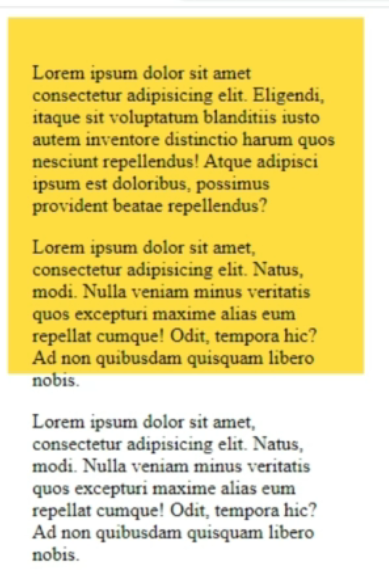 Lorem ipsum dolor sit amet
consectetur adipisicing elit. Eligendi,
itaque sit voluptatum blanditiis iusto
autem inventore distinctio harum quos
nesciunt repellendus! Atque adipisci
ipsum est doloribus, possimus
provident beatae repellendus?
Lorem ipsum dolor sit amet,
consectetur adipisicing elit. Natus,
modi. Nulla veniam minus veritatis
quos excepturi maxime alias eum
repellat cumque! Odit, tempora hic?
Ad non quibusdam quisquam libero
nobis.
Lorem ipsum dolor sit amet,
consectetur adipisicing elit. Natus,
modi. Nulla veniam minus veritatis
quos excepturi maxime alias eum
repellat cumque! Odit, tempora hic?
Ad non quibusdam quisquam libero
nobis.